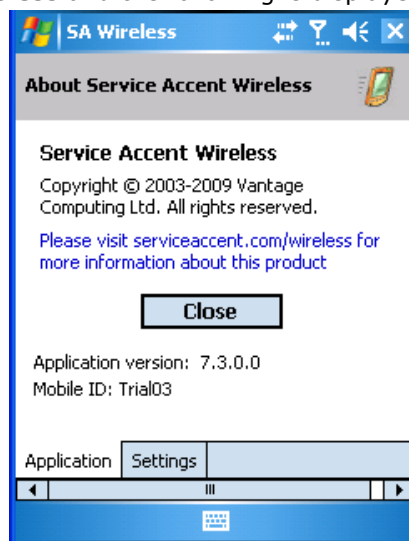 SA Wireless
About Service Accent Wireless
Service Accent Wireless
Copyright © 2003-2009 Vantage
Computing Ltd. All rights reserved.
Please visit serviceaccent.com/wireless for
more information about this product
Close
Application version: 7.3.0.0
Mobile ID: Trial03
Application Settings